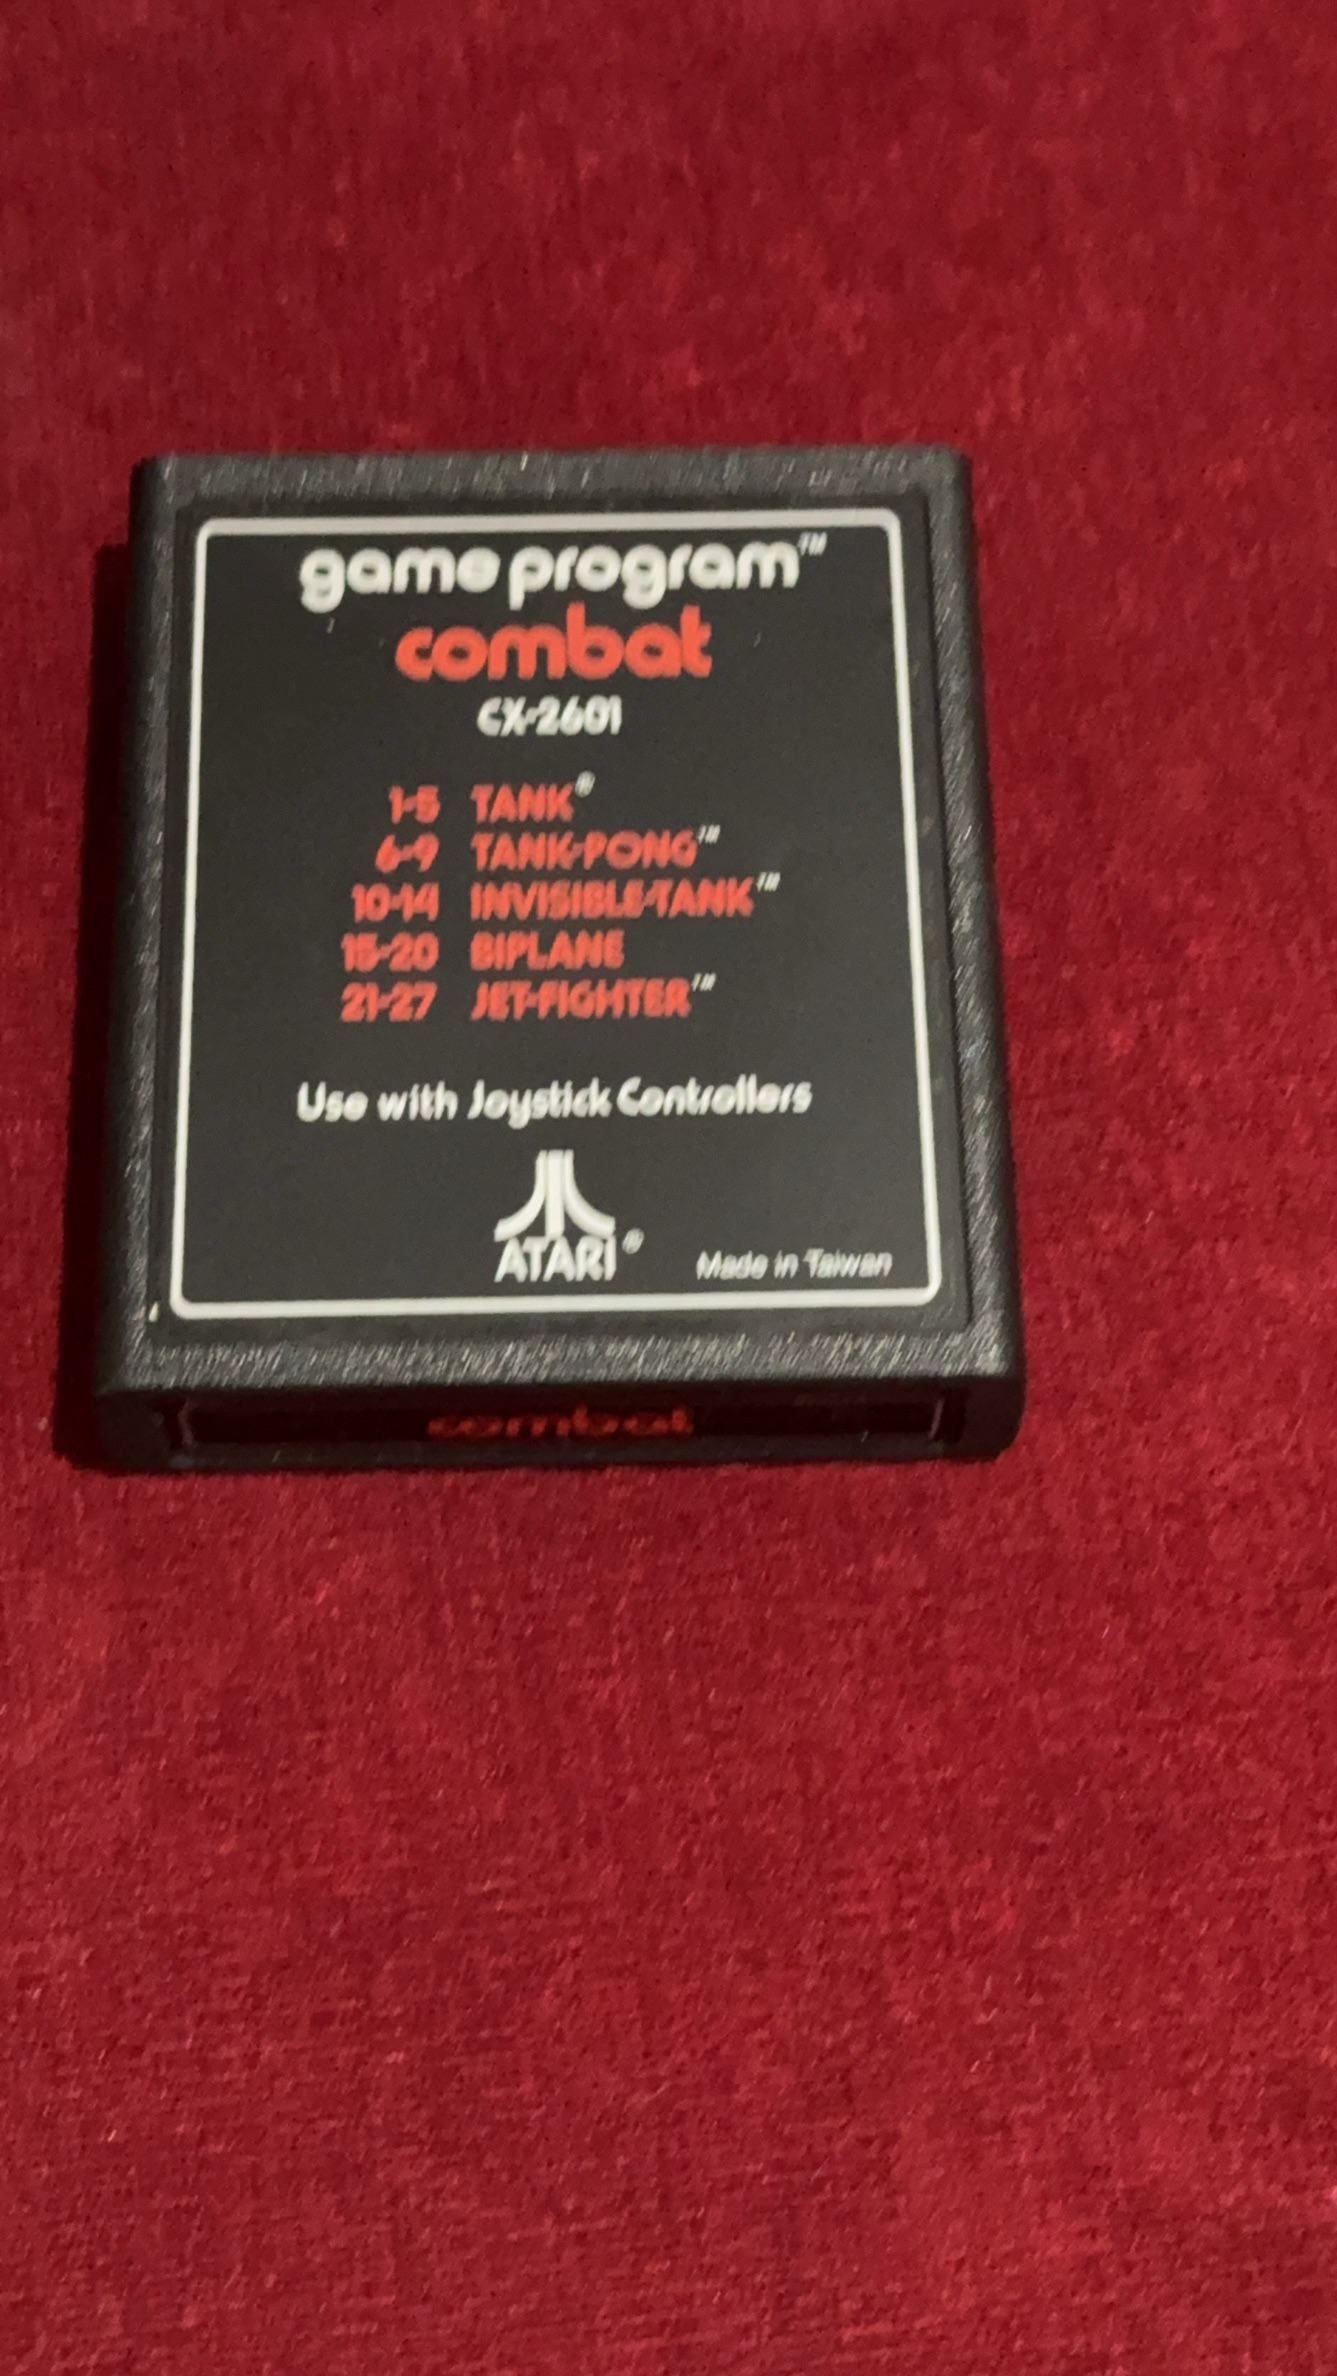 game program™
combat
CX-2601
1-5 TANK®
6-9 TANK-PONG™
10-14 INVISIBLE-TANK™
15-20 BIPLANE
21-27 JET-FIGHTER™
Use with Joystick Controllers
ATARI®
Made in Taiwan
combat